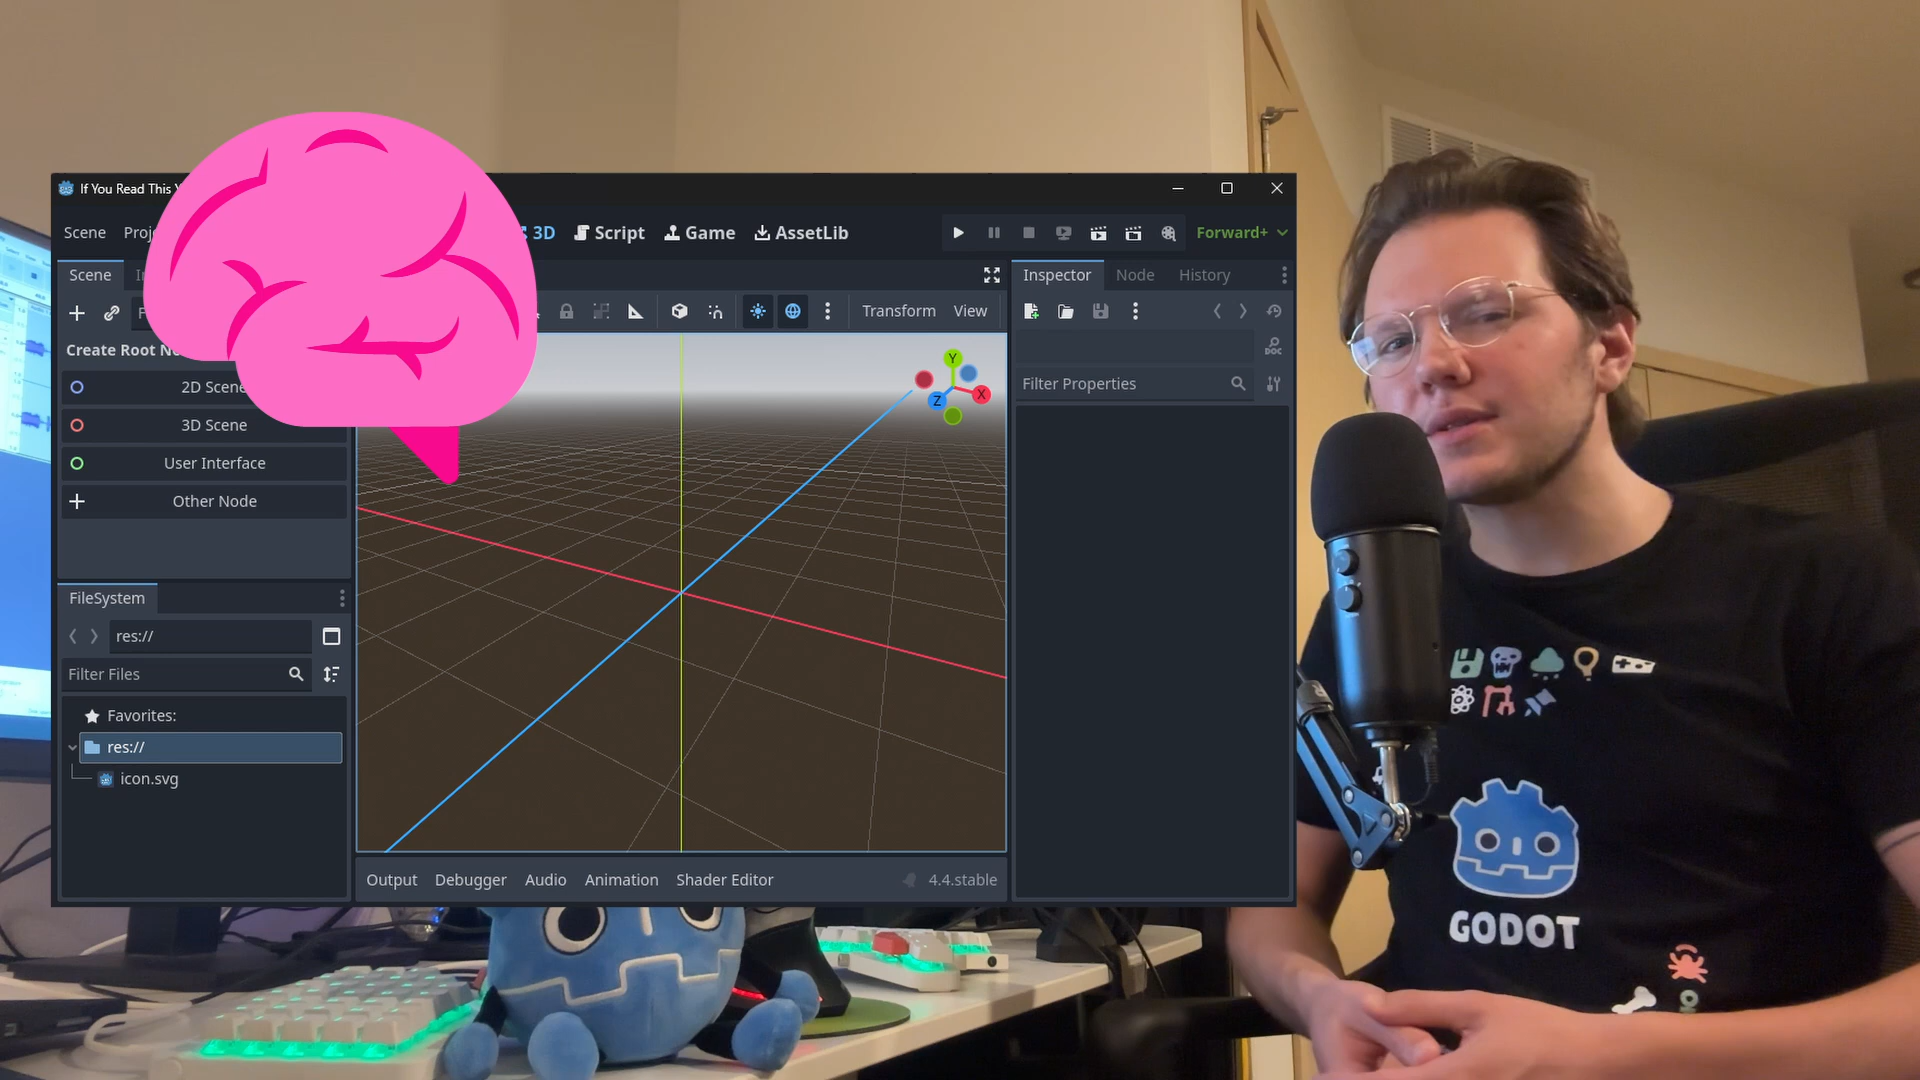 If You Read This
Scene
3D Script Game AssetLib
Forward+
Scene
Inspector Node History
Transform View
Create Root
DOC
2D Scene
Filter Properties
3D Scene
User Interface
Other Node
Y
X
Z
FileSystem
res://
Filter Files
Favorites:
res://
icon.svg
Output Debugger Audio Animation Shader Editor 4.4.stable
GODOT